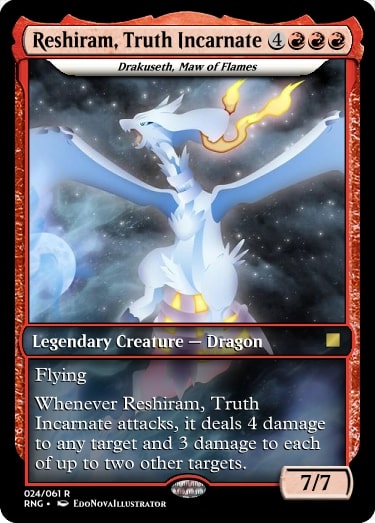 Reshiram, Truth Incarnate 4
Drakuseth, Maw of Flames
Legendary Creature — Dragon
Flying
Whenever Reshiram, Truth
Incarnate attacks, it deals 4 damage
to any target and 3 damage to each
of up to two other targets.
7/7
024/061 R
RNG • EdoNovaIllustrator